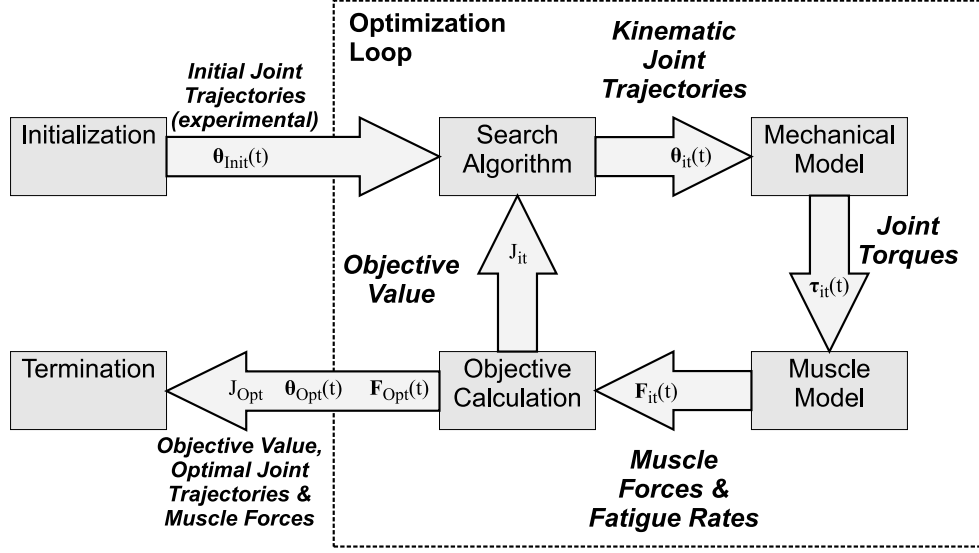 Optimization
Loop
Initial Joint
Trajectories
(experimental)
Kinematic
Joint
Trajectories
Initialization
θInit(t)
Search
Algorithm
θit(t)
Mechanical
Model
Objective
Value
Jit
Joint
Torques
τit(t)
Termination
JOpt θOpt(t) FOpt(t)
Objective
Calculation
Fit(t)
Muscle
Model
Objective Value,
Optimal Joint
Trajectories &
Muscle Forces
Muscle
Forces &
Fatigue Rates